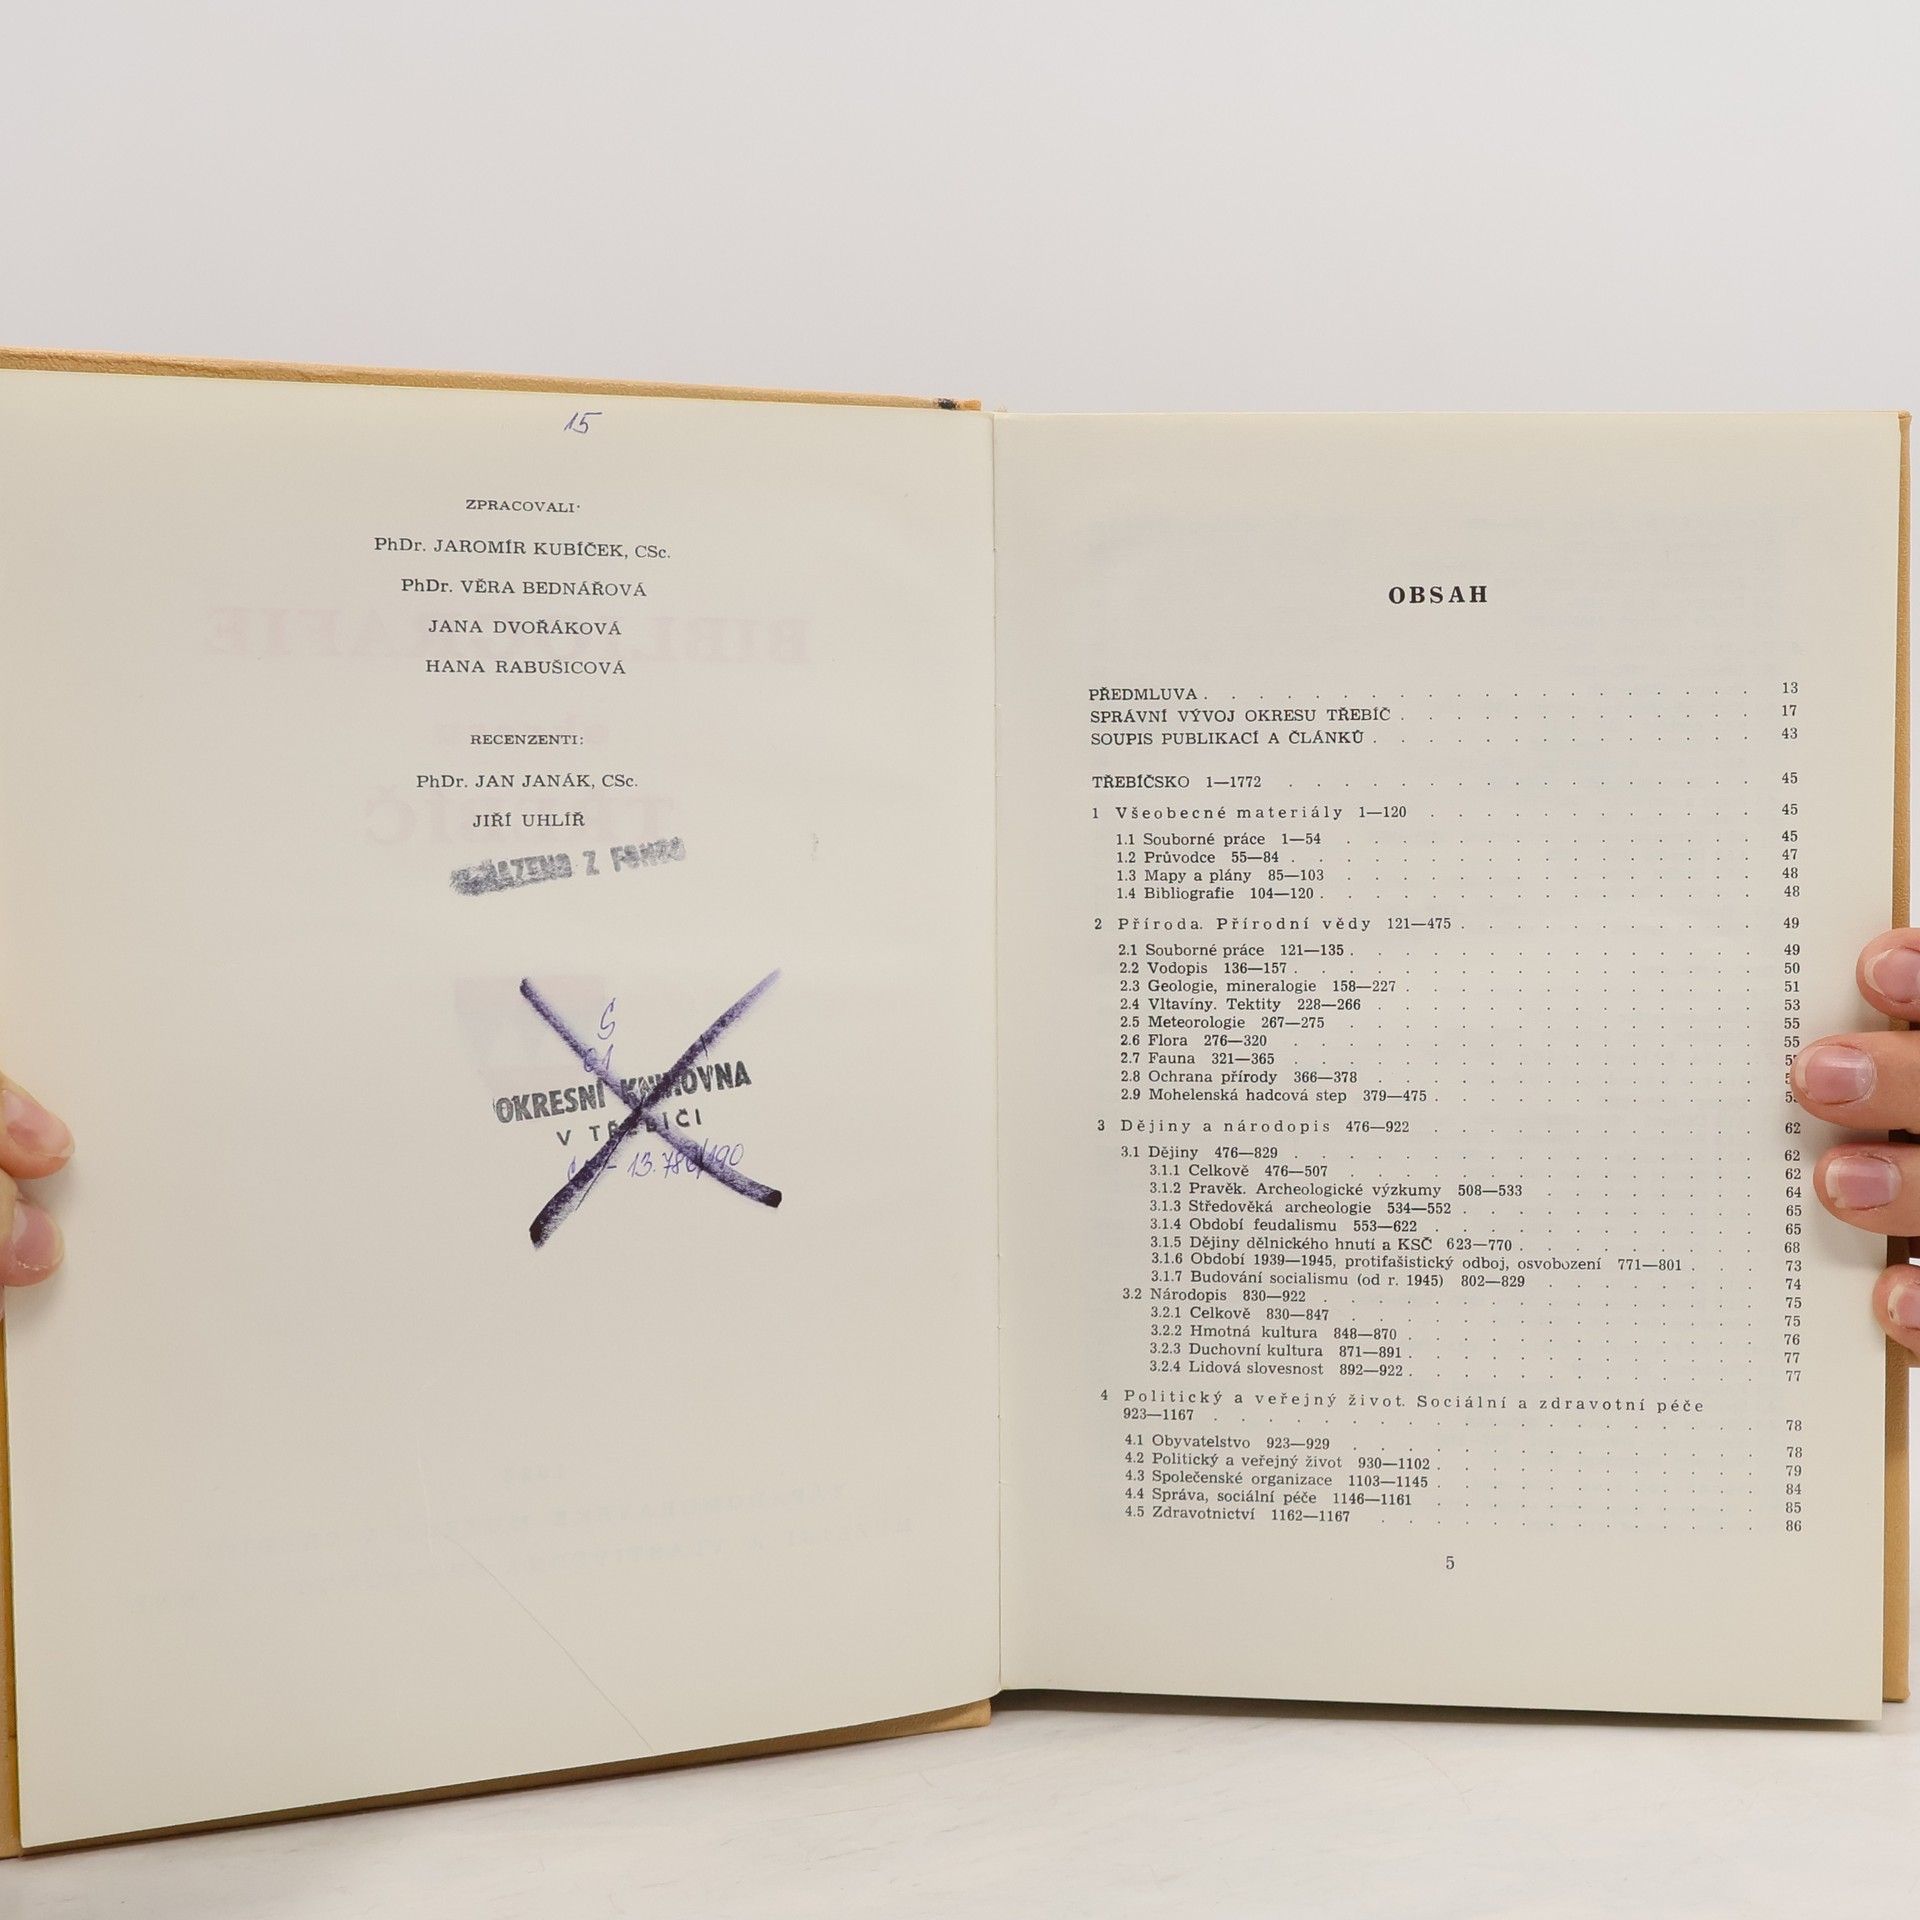 15
ZPRACOVALI:
PhDr. JAROMÍR KUBÍČEK, CSc.
PhDr. VĚRA BEDNÁŘOVÁ
JANA DVOŘÁKOVÁ
HANA RABUŠICOVÁ
RECENZENTI:
PhDr. JAN JANÁK, CSc.
JIŘÍ UHLÍŘ
Z FONDU
S
OKRESNÍ KNIHOVNA
V TŘEBÍČI
OBSAH
PŘEDMLUVA . . . 13
SPRÁVNÍ VÝVOJ OKRESU TŘEBÍČ . . . 17
SOUPIS PUBLIKACÍ A ČLÁNKŮ . . . 43
TŘEBÍČSKO 1—1772 . . . 45
1 Všeobecné materiály 1—120 . . . 45
1.1 Souborné práce 1—54 . . . 45
1.2 Průvodce 55—84 . . . 47
1.3 Mapy a plány 85—103 . . . 48
1.4 Bibliografie 104—120 . . . 48
2 Příroda. Přírodní vědy 121—475 . . . 49
2.1 Souborné práce 121—135 . . . 49
2.2 Vodopis 136—157 . . . 50
2.3 Geologie, mineralogie 158—227 . . . 51
2.4 Vltavíny. Tektity 228—266 . . . 53
2.5 Meteorologie 267—275 . . . 55
2.6 Flora 276—320 . . . 55
2.7 Fauna 321—365 . . .
2.8 Ochrana přírody 366—378 . . .
2.9 Mohelenská hadcová step 379—475 . . .
3 Dějiny a národopis 476—922 . . . 62
3.1 Dějiny 476—829 . . . 62
3.1.1 Celkově 476—507 . . . 62
3.1.2 Pravěk. Archeologické výzkumy 508—533 . . . 64
3.1.3 Středověká archeologie 534—552 . . . 65
3.1.4 Období feudalismu 553—622 . . . 65
3.1.5 Dějiny dělnického hnutí a KSČ 623—770 . . . 68
3.1.6 Období 1939—1945, protifašistický odboj, osvobození 771—801 . . . 73
3.1.7 Budování socialismu (od r. 1945) 802—829 . . . 74
3.2 Národopis 830—922 . . . 75
3.2.1 Celkově 830—847 . . . 75
3.2.2 Hmotná kultura 848—870 . . . 76
3.2.3 Duchovní kultura 871—891 . . . 77
3.2.4 Lidová slovesnost 892—922 . . . 77
4 Politický a veřejný život. Sociální a zdravotní péče
923—1167 . . . 78
4.1 Obyvatelstvo 923—929 . . . 78
4.2 Politický a veřejný život 930—1102 . . . 79
4.3 Společenské organizace 1103—1145 . . . 84
4.4 Správa, sociální péče 1146—1161 . . . 85
4.5 Zdravotnictví 1162—1167 . . . 86
5